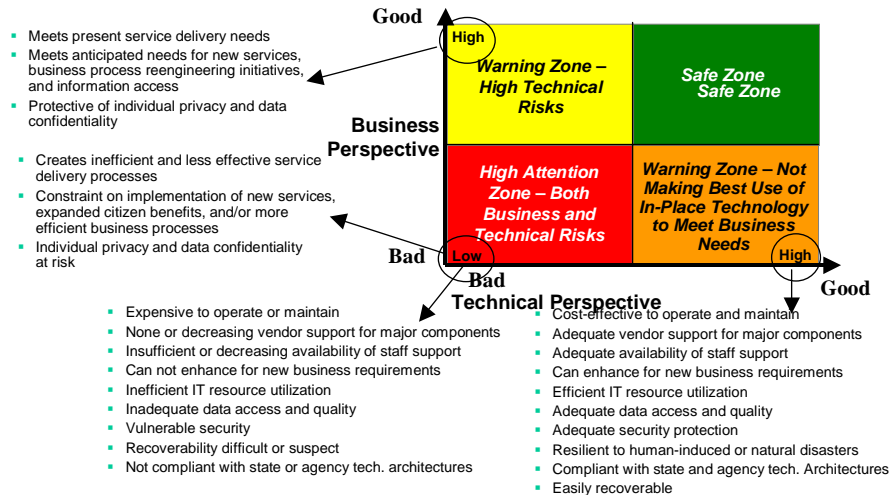 Good
High
Meets present service delivery needs
Meets anticipated needs for new services,
business process reengineering initiatives,
and information access
Protective of individual privacy and data
confidentiality
Warning Zone –
High Technical
Risks
Safe Zone
Safe Zone
Business
Perspective
Creates inefficient and less effective service
delivery processes
Constraint on implementation of new services,
expanded citizen benefits, and/or more
efficient business processes
Individual privacy and data confidentiality
at risk
High Attention
Zone – Both
Business and
Technical Risks
Warning Zone – Not
Making Best Use of
In-Place Technology
to Meet Business
Needs
Bad
Low
High
Bad
Good
Technical Perspective
Expensive to operate or maintain
None or decreasing vendor support for major components
Insufficient or decreasing availability of staff support
Can not enhance for new business requirements
Inefficient IT resource utilization
Inadequate data access and quality
Vulnerable security
Recoverability difficult or suspect
Not compliant with state or agency tech. architectures
Cost-effective to operate and maintain
Adequate vendor support for major components
Adequate availability of staff support
Can enhance for new business requirements
Efficient IT resource utilization
Adequate data access and quality
Adequate security protection
Resilient to human-induced or natural disasters
Compliant with state and agency tech. Architectures
Easily recoverable